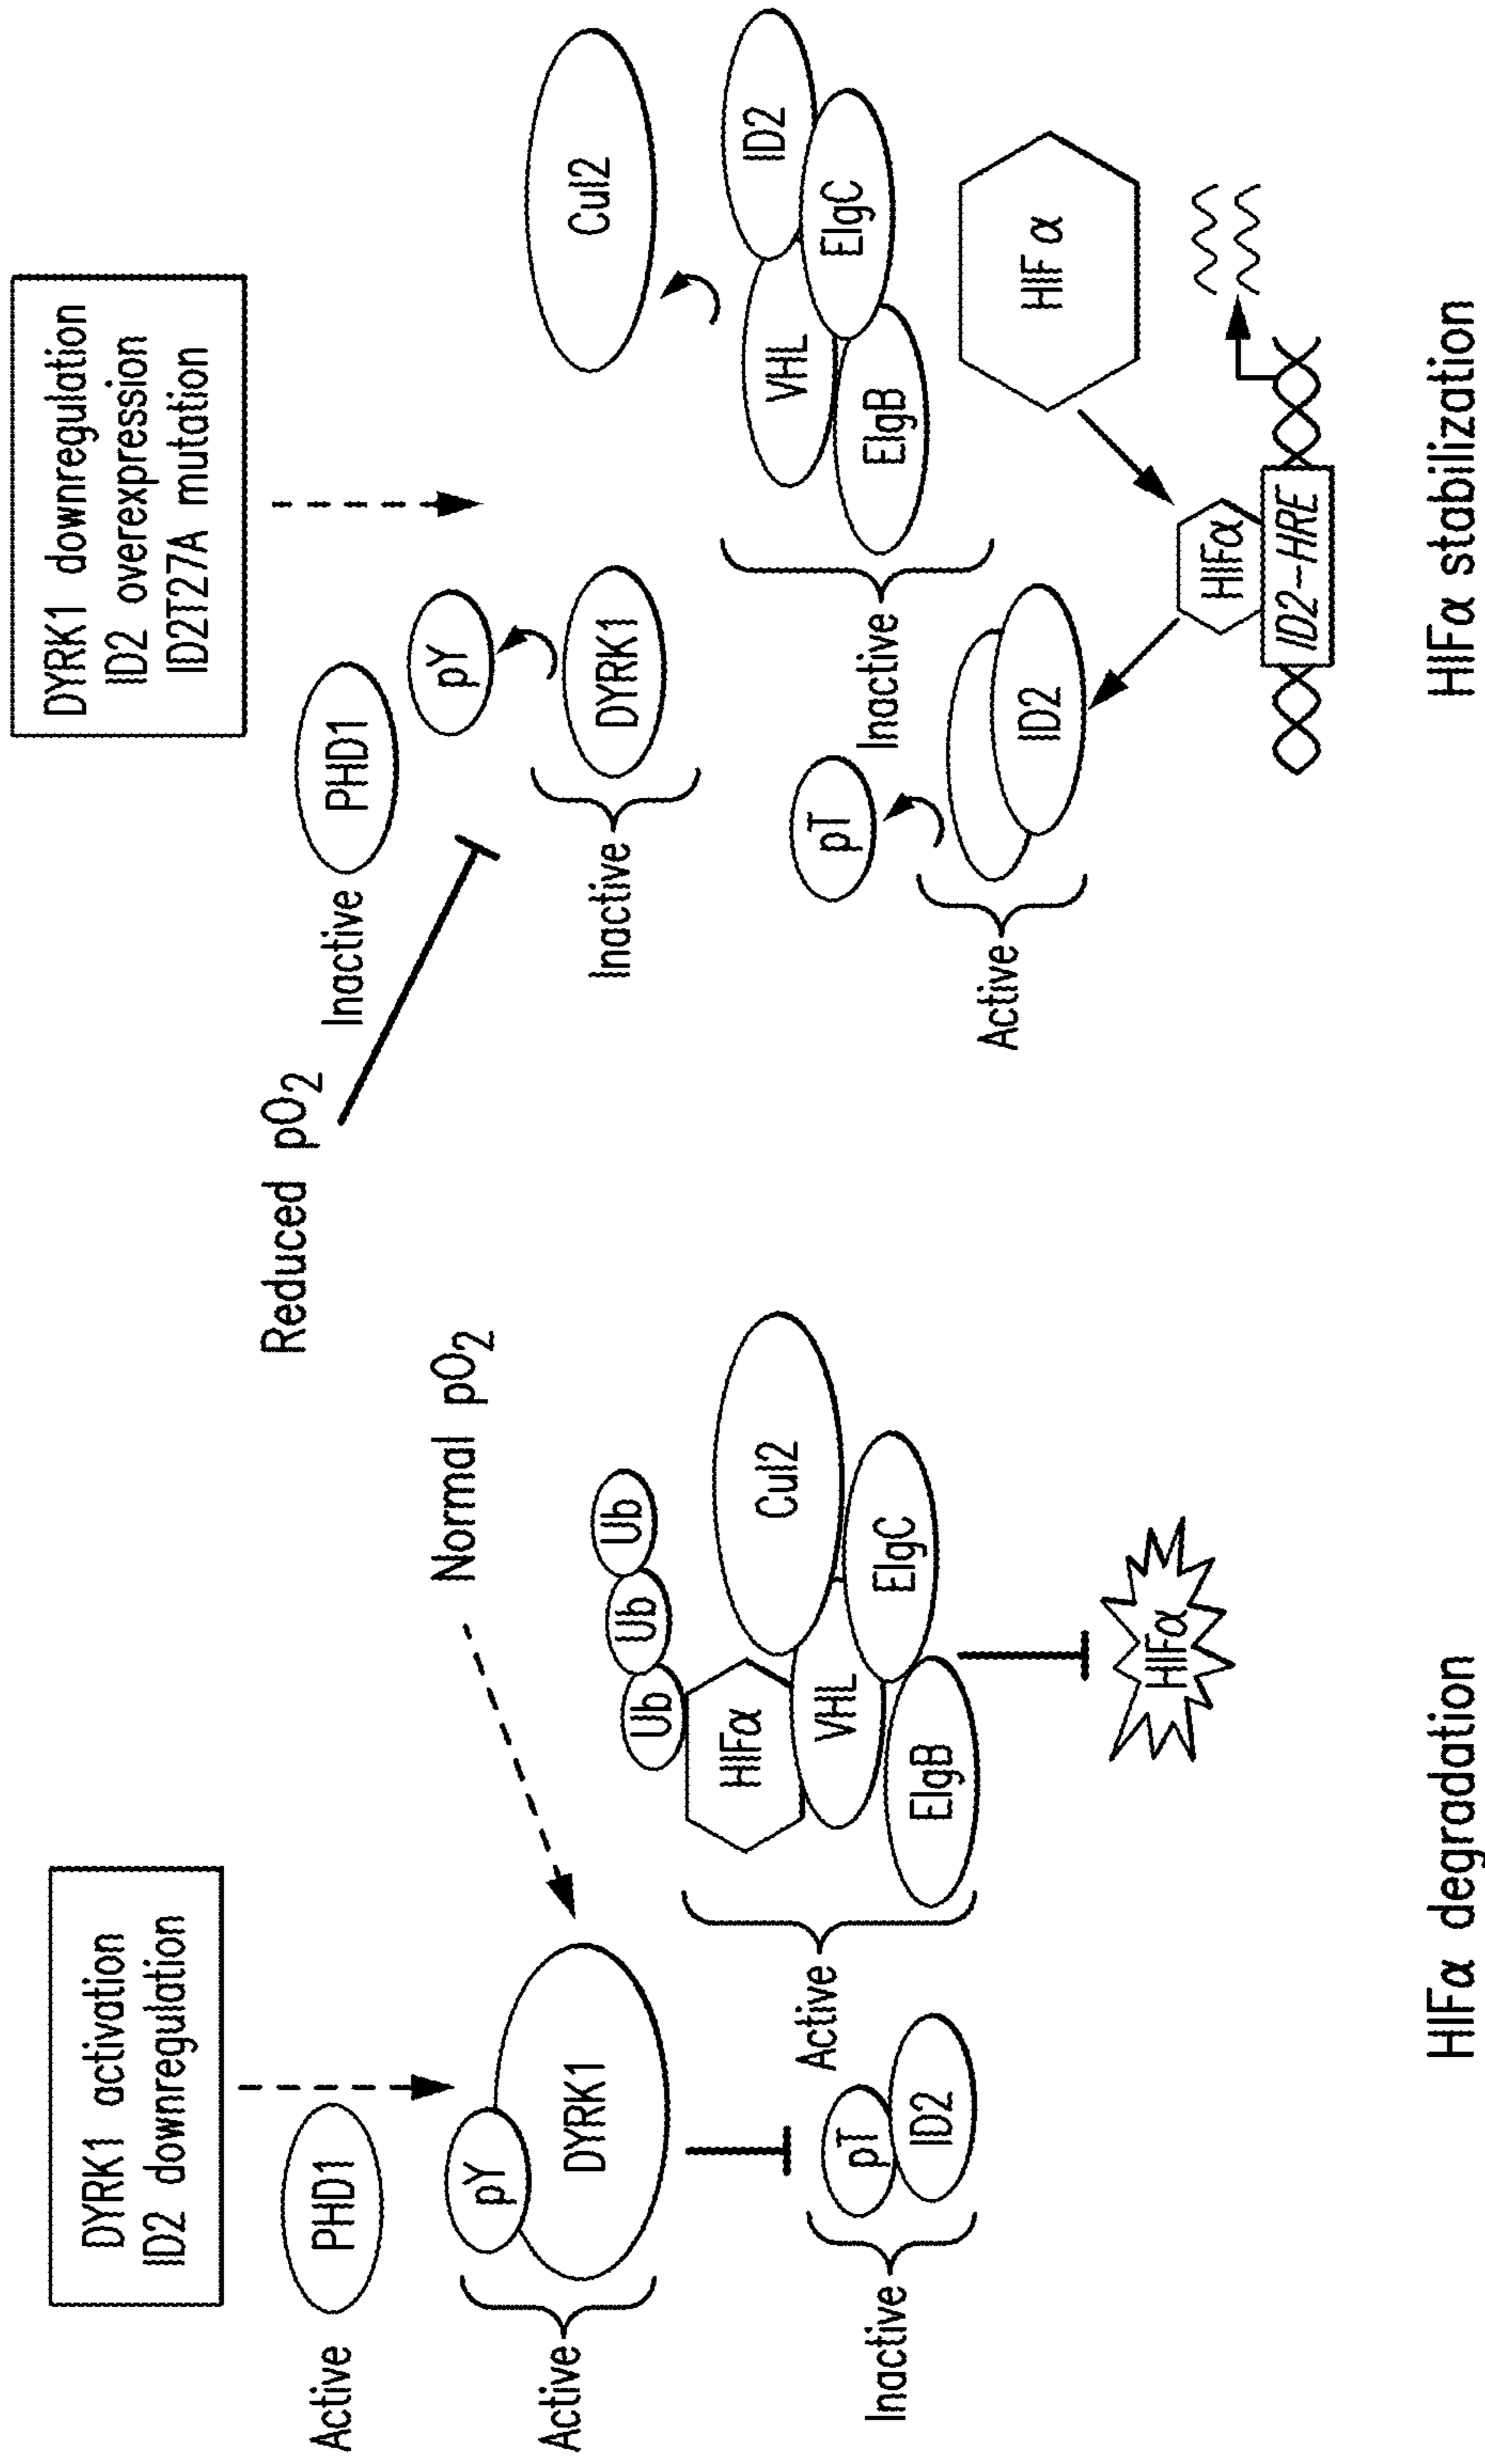 DYRK1 activation
ID2 downregulation
Active
PHD1
Normal pO2
pY
DYRK1
Active
Ub
Ub
Ub
HIFα
Cul2
VHL
ElgC
ElgB
Active
pT
ID2
Inactive
HIFα
HIFα degradation
DYRK1 downregulation
ID2 overexpression
ID2T27A mutation
Reduced pO2
Inactive
PHD1
pY
DYRK1
Inactive
Cul2
VHL
ID2
ElgC
ElgB
Inactive
pT
ID2
Active
HIF α
HIFα
ID2-HRE
HIFα stabilization